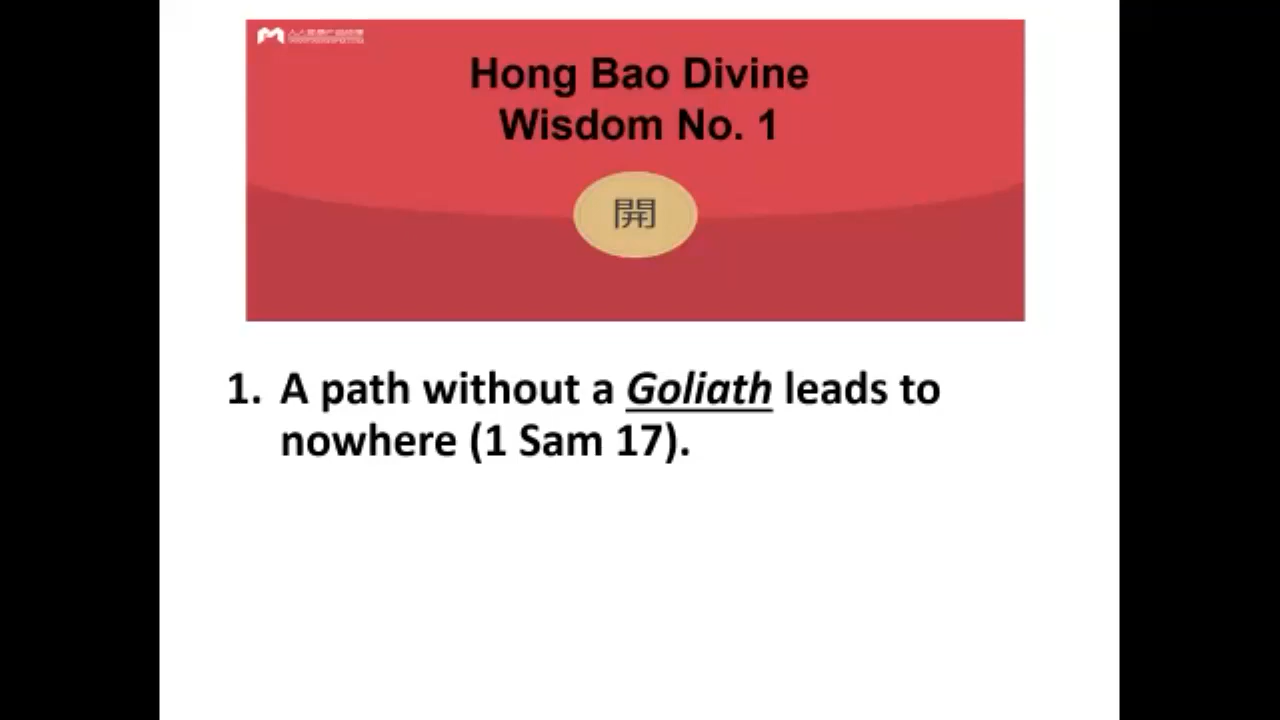 Hong Bao Divine
Wisdom No. 1
開
1. A path without a Goliath leads to
nowhere (1 Sam 17).